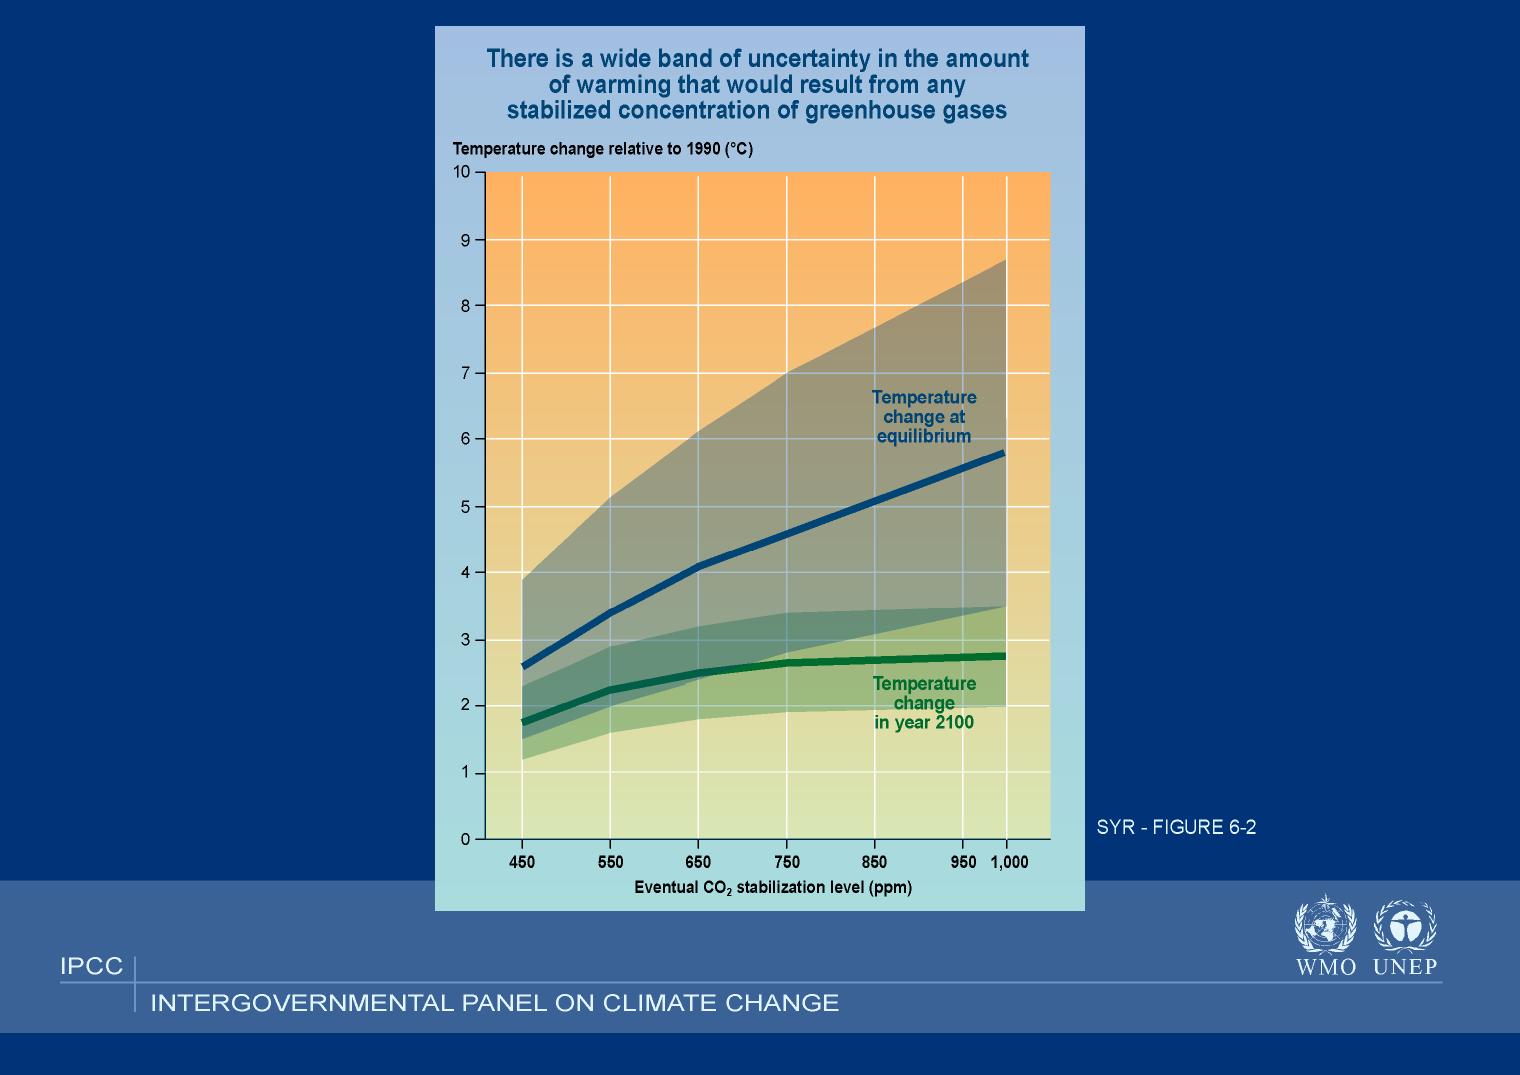 There is a wide band of uncertainty in the amount
of warming that would result from any
stabilized concentration of greenhouse gases
Temperature change relative to 1990 (°C)
10
9
8
7
6
5
4
3
2
1
0
Temperature
change at
equilibrium
Temperature
change
in year 2100
450 550 650 750 850 950 1,000
Eventual CO₂ stabilization level (ppm)
SYR - FIGURE 6-2
WMO UNEP
IPCC
INTERGOVERNMENTAL PANEL ON CLIMATE CHANGE